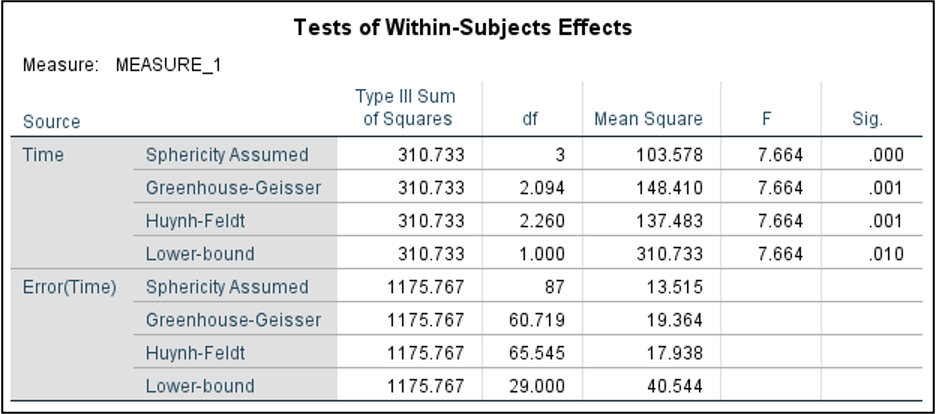 Tests of Within-Subjects Effects
Measure: MEASURE_1
Source Type III Sum of Squares df Mean Square F Sig.
Time Sphericity Assumed 310.733 3 103.578 7.664 .000
Greenhouse-Geisser 310.733 2.094 148.410 7.664 .001
Huynh-Feldt 310.733 2.260 137.483 7.664 .001
Lower-bound 310.733 1.000 310.733 7.664 .010
Error(Time) Sphericity Assumed 1175.767 87 13.515
Greenhouse-Geisser 1175.767 60.719 19.364
Huynh-Feldt 1175.767 65.545 17.938
Lower-bound 1175.767 29.000 40.544